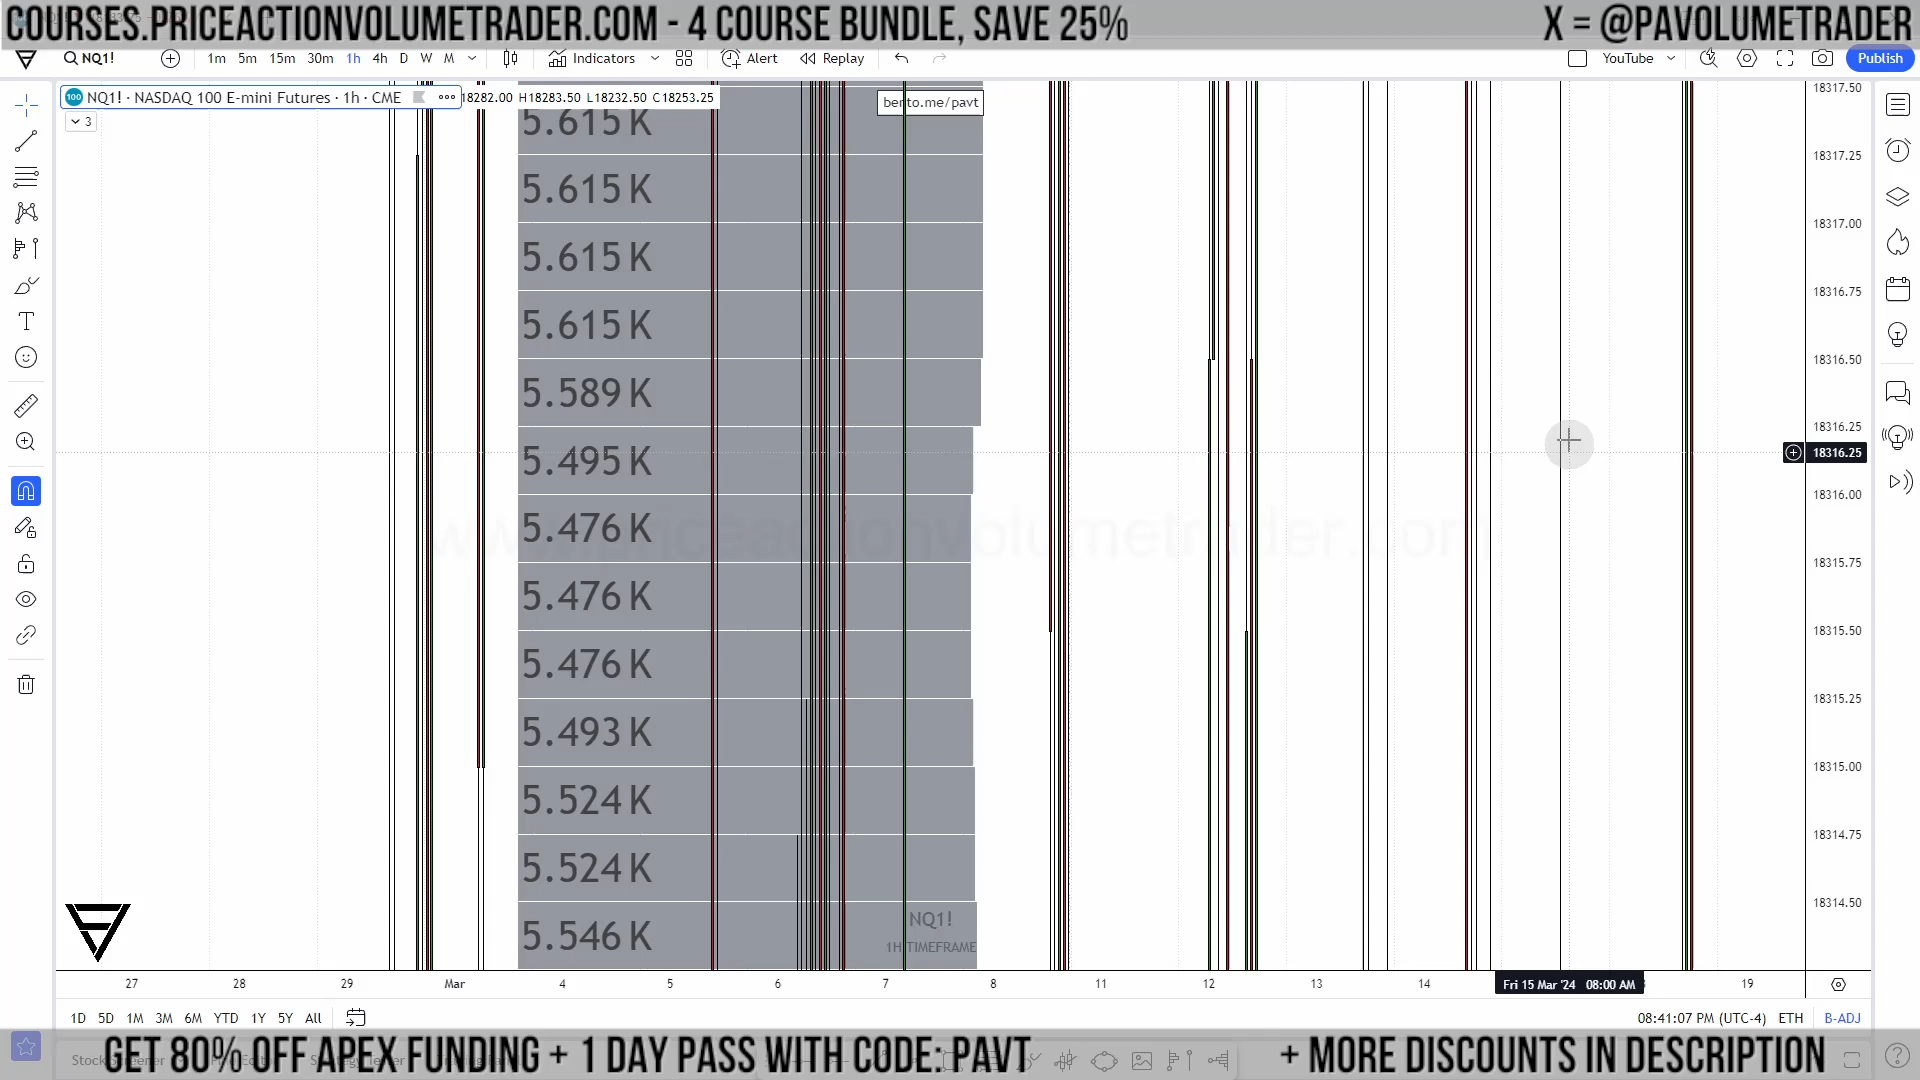 COURSES.PRICEACTIONVOLUMETRADER.COM - 4 COURSE BUNDLE, SAVE 25%
X = @PAVOLUMETRADER
NQ1! 1m 5m 15m 30m 1h 4h D W M Indicators Alert Replay YouTube Publish
100 NQ1! · NASDAQ 100 E-mini Futures · 1h · CME 18282.00 H18283.50 L18232.50 C18253.25
bento.me/pavt
3
5.615 K
5.615 K
5.615 K
5.615 K
5.589 K
5.495 K
5.476 K
5.476 K
5.476 K
5.493 K
5.524 K
5.524 K
5.546 K
www.priceactionvolumetrader.com
NQ1!
1H TIMEFRAME
18317.50
18317.25
18317.00
18316.75
18316.50
18316.25
18316.25
18316.00
18315.75
18315.50
18315.25
18315.00
18314.75
18314.50
27 28 29 Mar 4 5 6 7 8 11 12 13 14 Fri 15 Mar '24 08:00 AM 19
1D 5D 1M 3M 6M YTD 1Y 5Y All
08:41:07 PM (UTC-4) ETH B-ADJ
GET 80% OFF APEX FUNDING + 1 DAY PASS WITH CODE: PAVT
+ MORE DISCOUNTS IN DESCRIPTION